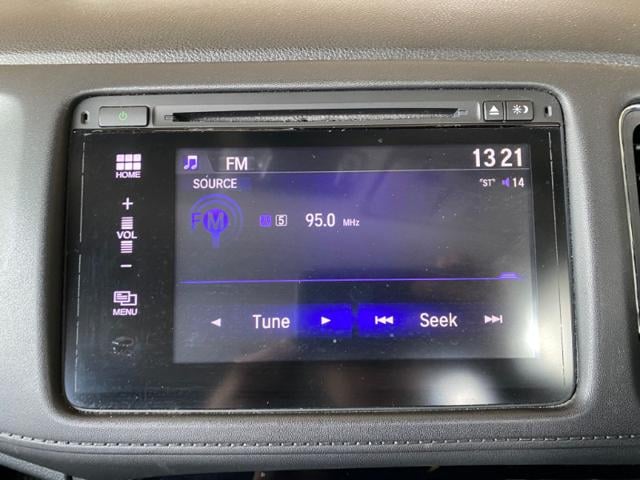 FM
13 21
SOURCE
"ST" 14
HOME
FM
5 95.0 MHz
+
VOL
−
MENU
Tune
Seek